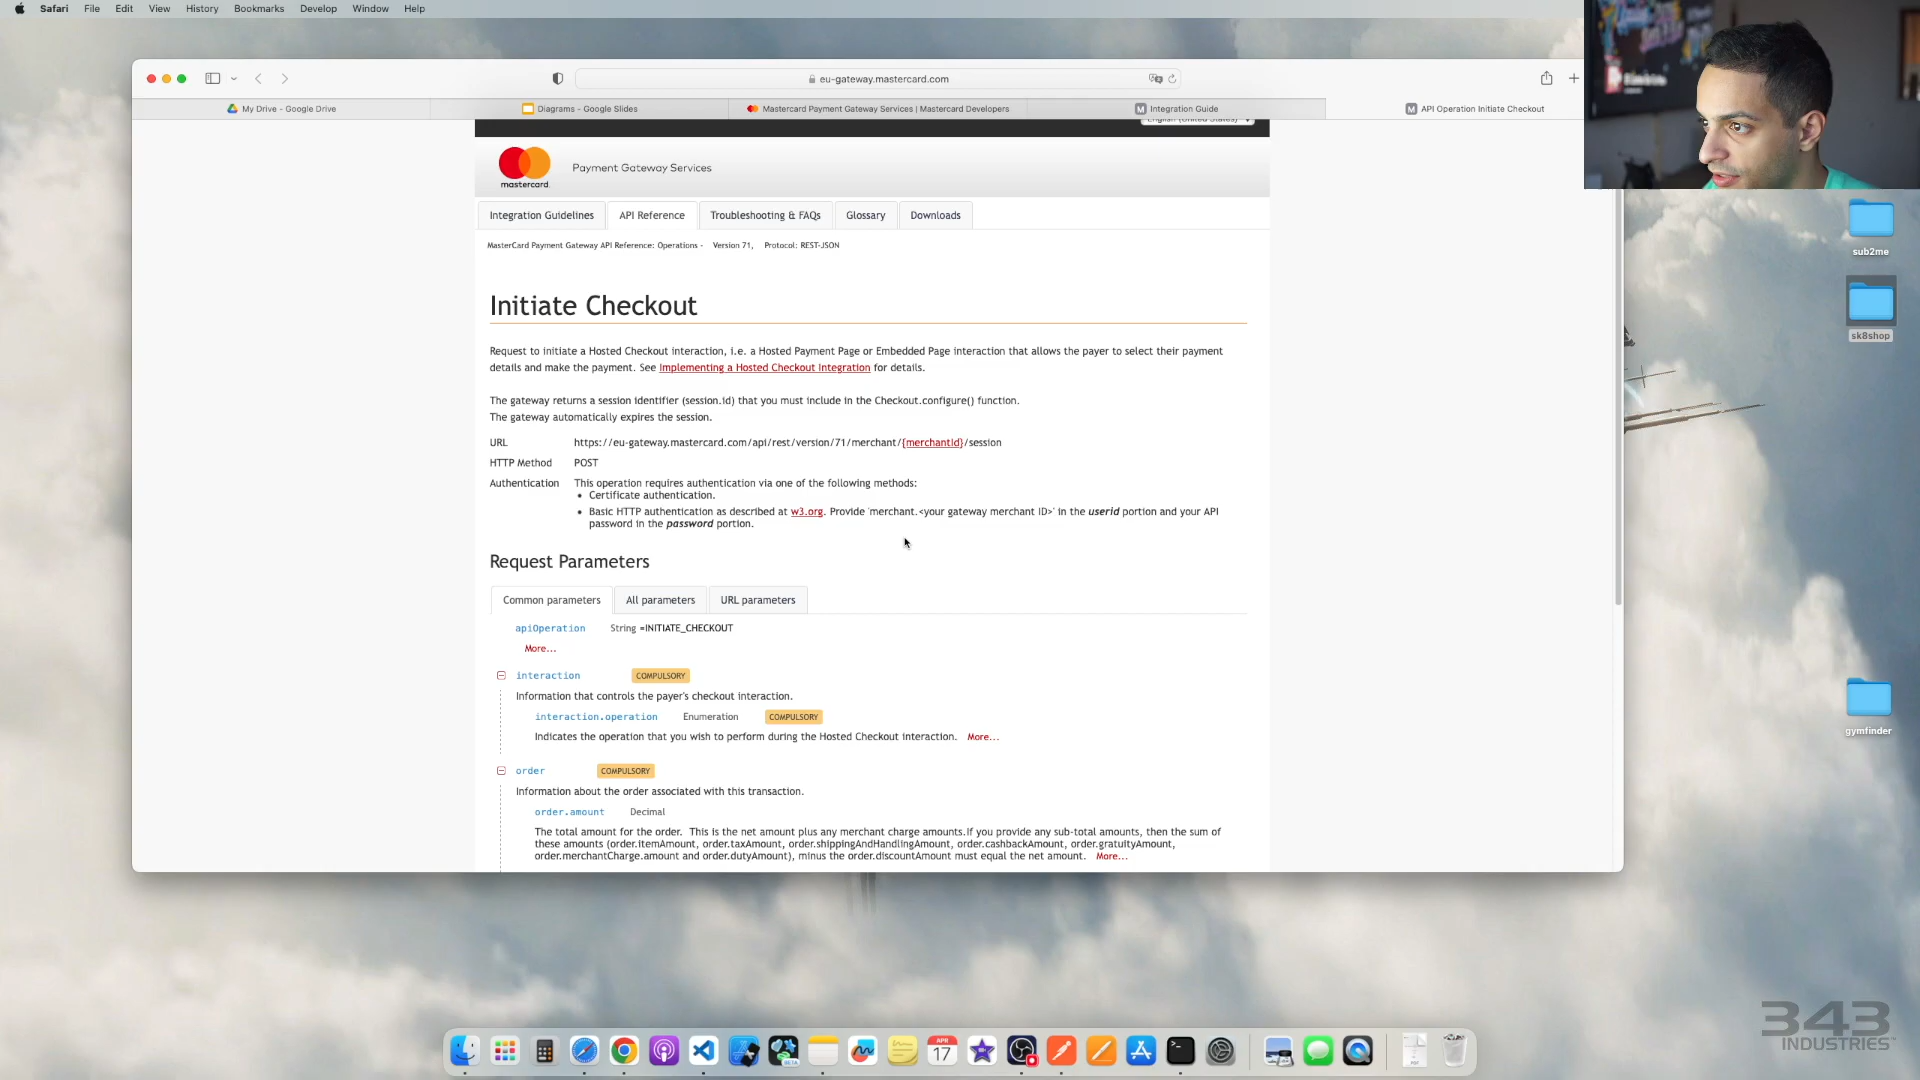 Safari File Edit View History Bookmarks Develop Window Help
eu-gateway.mastercard.com
My Drive - Google Drive
Diagrams - Google Slides
Mastercard Payment Gateway Services | Mastercard Developers
Integration Guide
API Operation Initiate Checkout
English (United States)
mastercard.
Payment Gateway Services
Integration Guidelines
API Reference
Troubleshooting & FAQs
Glossary
Downloads
MasterCard Payment Gateway API Reference: Operations - Version 71, Protocol: REST-JSON
Initiate Checkout
Request to initiate a Hosted Checkout interaction, i.e. a Hosted Payment Page or Embedded Page interaction that allows the payer to select their payment
details and make the payment. See Implementing a Hosted Checkout Integration for details.
The gateway returns a session identifier (session.id) that you must include in the Checkout.configure() function.
The gateway automatically expires the session.
URL https://eu-gateway.mastercard.com/api/rest/version/71/merchant/{merchantId}/session
HTTP Method POST
Authentication This operation requires authentication via one of the following methods:
• Certificate authentication.
• Basic HTTP authentication as described at w3.org. Provide 'merchant.<your gateway merchant ID>' in the userid portion and your API
password in the password portion.
Request Parameters
Common parameters
All parameters
URL parameters
apiOperation String =INITIATE_CHECKOUT
More...
interaction COMPULSORY
Information that controls the payer's checkout interaction.
interaction.operation Enumeration COMPULSORY
Indicates the operation that you wish to perform during the Hosted Checkout interaction. More...
order COMPULSORY
Information about the order associated with this transaction.
order.amount Decimal
The total amount for the order. This is the net amount plus any merchant charge amounts.If you provide any sub-total amounts, then the sum of
these amounts (order.itemAmount, order.taxAmount, order.shippingAndHandlingAmount, order.cashbackAmount, order.gratuityAmount,
order.merchantCharge.amount and order.dutyAmount), minus the order.discountAmount must equal the net amount. More...
sub2me
sk8shop
gymfinder
343
INDUSTRIES
APR
17
BETA